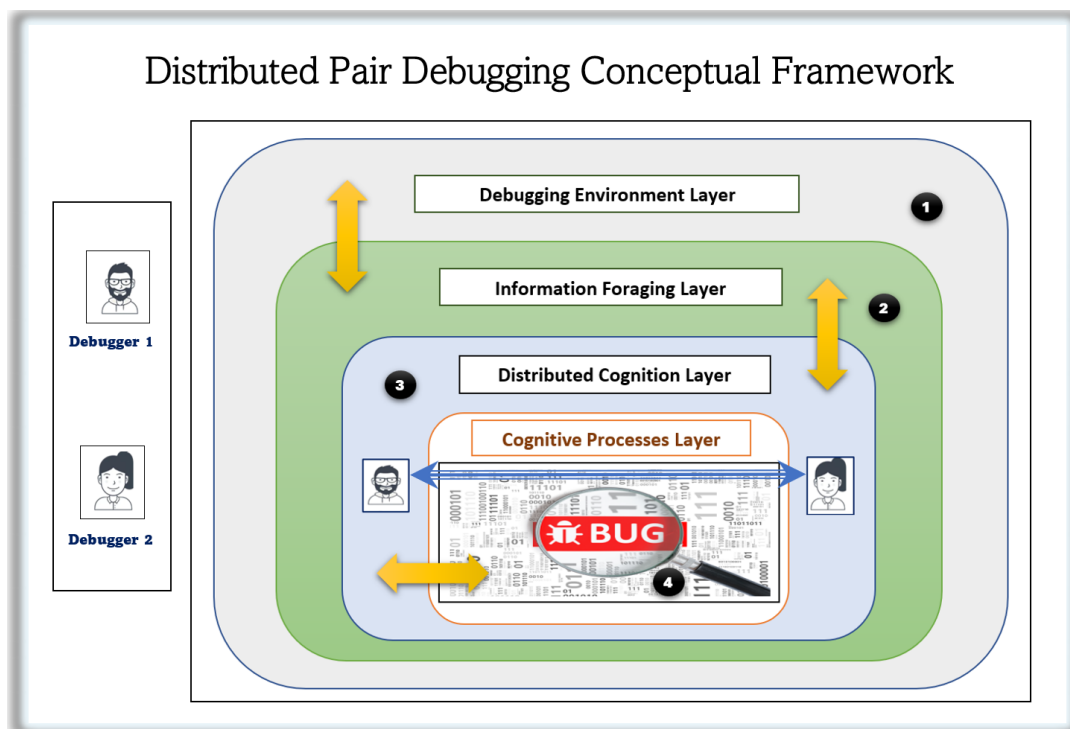 Distributed Pair Debugging Conceptual Framework
Debugging Environment Layer
1
Information Foraging Layer
2
Debugger 1
Distributed Cognition Layer
3
Cognitive Processes Layer
BUG
4
Debugger 2